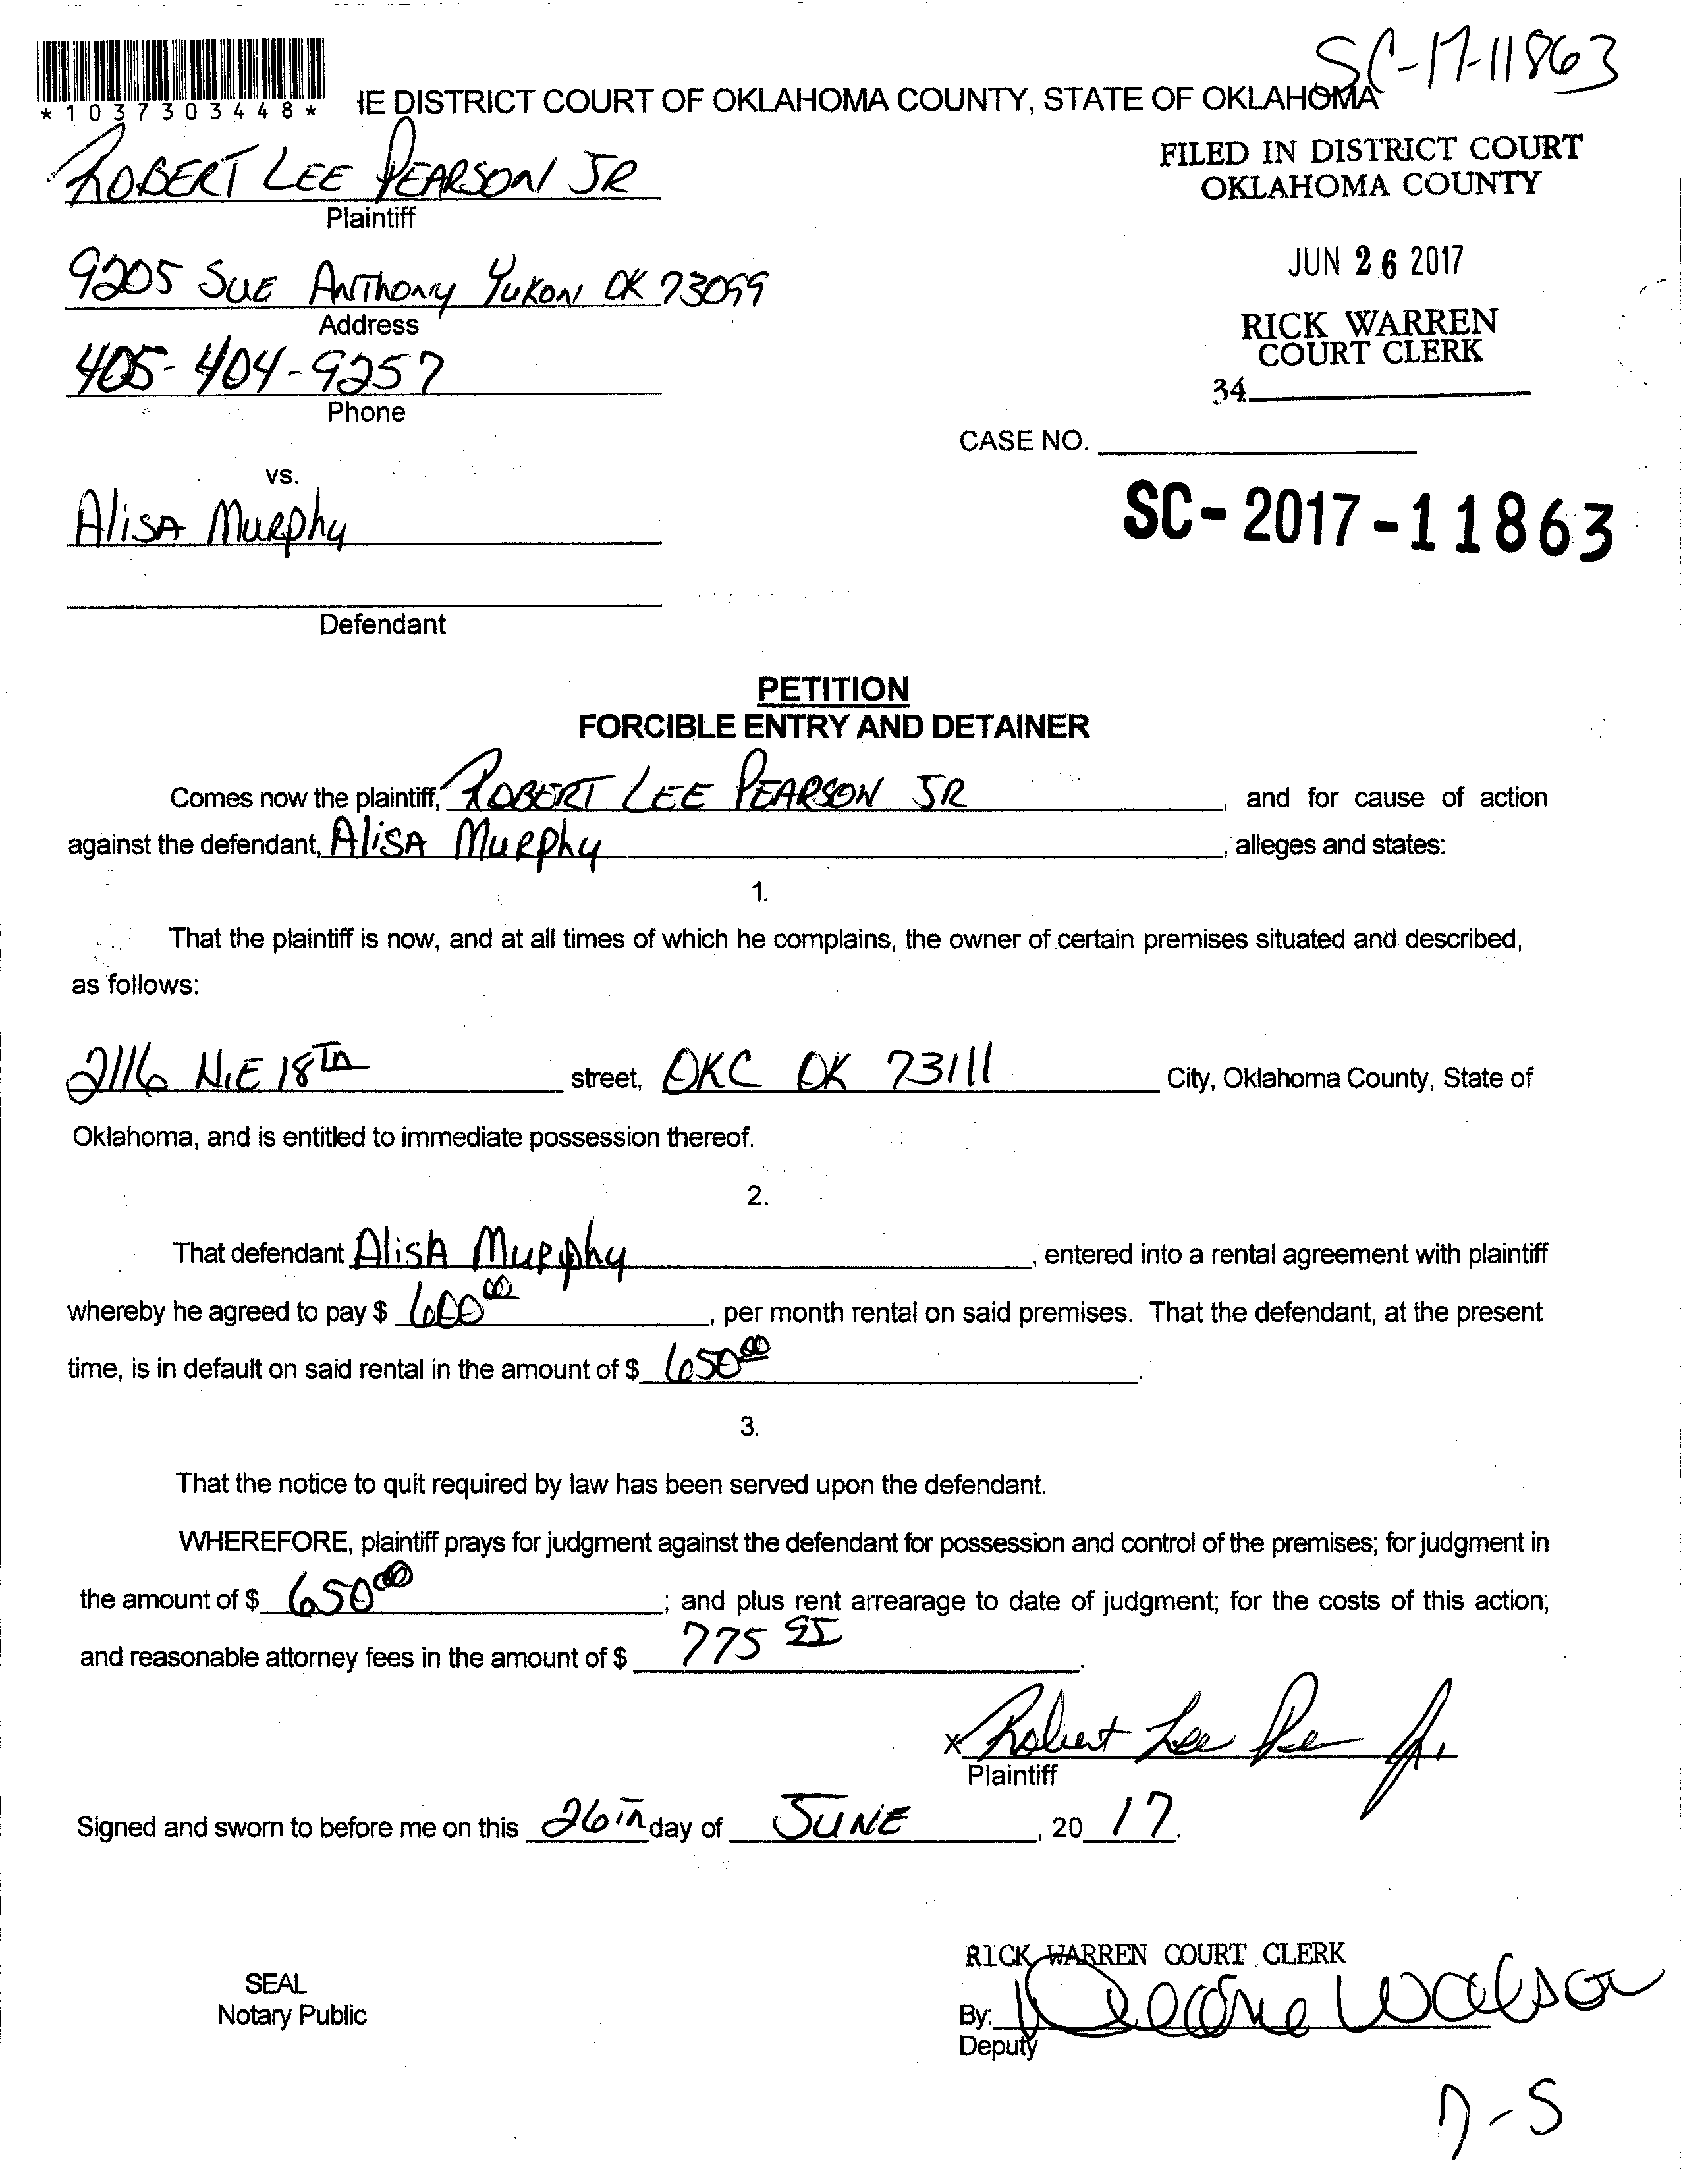 SC-17-11863
*1037303448*
IE DISTRICT COURT OF OKLAHOMA COUNTY, STATE OF OKLAHOMA
ROBERT LEE PEARSON JR
Plaintiff
FILED IN DISTRICT COURT
OKLAHOMA COUNTY
9205 SUE ANTHONY YUKON OK 73099
Address
JUN 26 2017
405-404-9257
Phone
RICK WARREN
COURT CLERK
34
CASE NO.
vs.
Alisa Murphy
SC-2017-11863
Defendant
PETITION
FORCIBLE ENTRY AND DETAINER
Comes now the plaintiff, ROBERT LEE PEARSON JR, and for cause of action
against the defendant, Alisa Murphy, alleges and states:
1.
That the plaintiff is now, and at all times of which he complains, the owner of certain premises situated and described,
as follows:
2116 N.E 18TH street, OKC OK 73111 City, Oklahoma County, State of
Oklahoma, and is entitled to immediate possession thereof.
2.
That defendant Alisa Murphy, entered into a rental agreement with plaintiff
whereby he agreed to pay $ 600.00, per month rental on said premises. That the defendant, at the present
time, is in default on said rental in the amount of $ 650.00.
3.
That the notice to quit required by law has been served upon the defendant.
WHEREFORE, plaintiff prays for judgment against the defendant for possession and control of the premises; for judgment in
the amount of $ 650.00; and plus rent arrearage to date of judgment; for the costs of this action;
and reasonable attorney fees in the amount of $ 775.
x Robert Lee Jr.
Plaintiff
Signed and sworn to before me on this 26TH day of JUNE, 20 17.
SEAL
Notary Public
RICK WARREN COURT CLERK
By:
Deputy
7-5